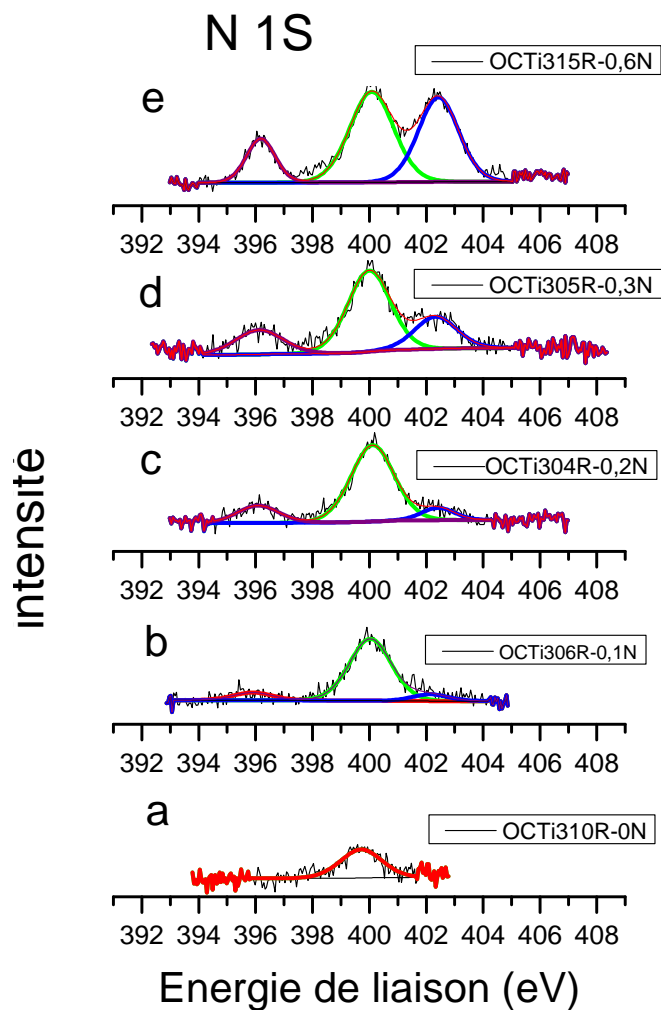 N 1S
e
OCTi315R-0,6N
392 394 396 398 400 402 404 406 408
d
OCTi305R-0,3N
392 394 396 398 400 402 404 406 408
c
OCTi304R-0,2N
392 394 396 398 400 402 404 406 408
b
OCTi306R-0,1N
392 394 396 398 400 402 404 406 408
a
OCTi310R-0N
392 394 396 398 400 402 404 406 408
Intensité
Energie de liaison (eV)